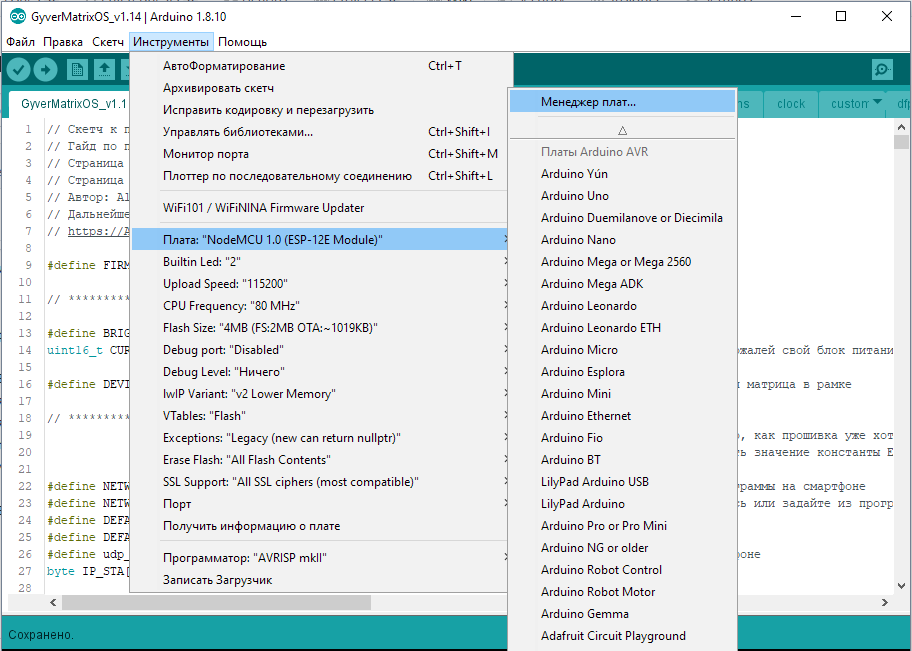 GyverMatrixOS_v1.14 | Arduino 1.8.10
Файл Правка Скетч Инструменты Помощь
GyverMatrixOS_v1.1
clock
custom
АвтоФорматирование Ctrl+T
Архивировать скетч
Исправить кодировку и перезагрузить
Управлять библиотеками... Ctrl+Shift+I
Монитор порта Ctrl+Shift+M
Плоттер по последовательному соединению Ctrl+Shift+L
WiFi101 / WiFiNINA Firmware Updater
Плата: "NodeMCU 1.0 (ESP-12E Module)"
Builtin Led: "2"
Upload Speed: "115200"
CPU Frequency: "80 MHz"
Flash Size: "4MB (FS:2MB OTA:~1019KB)"
Debug port: "Disabled"
Debug Level: "Ничего"
lwIP Variant: "v2 Lower Memory"
VTables: "Flash"
Exceptions: "Legacy (new can return nullptr)"
Erase Flash: "All Flash Contents"
SSL Support: "All SSL ciphers (most compatible)"
Порт
Получить информацию о плате
Программатор: "AVRISP mkII"
Записать Загрузчик
Менеджер плат...
Платы Arduino AVR
Arduino Yún
Arduino Uno
Arduino Duemilanove or Diecimila
Arduino Nano
Arduino Mega or Mega 2560
Arduino Mega ADK
Arduino Leonardo
Arduino Leonardo ETH
Arduino Micro
Arduino Esplora
Arduino Mini
Arduino Ethernet
Arduino Fio
Arduino BT
LilyPad Arduino USB
LilyPad Arduino
Arduino Pro or Pro Mini
Arduino NG or older
Arduino Robot Control
Arduino Robot Motor
Arduino Gemma
Adafruit Circuit Playground
1 // Скетч к п
2 // Гайд по п
3 // Страница
4 // Страница
5 // Автор: Al
6 // Дальнейше
7 // https://A
8
9 #define FIRM
10
11 // *********
12
13 #define BRIG
14 uint16_t CUR жалей свой блок питани
15
16 #define DEVI и матрица в рамке
17
18 // *********
19 о, как прошивка уже хот
20 сь значение константы E
21
22 #define NETW граммы на смартфоне
23 #define NETW сь или задайте из прогр
24 #define DEFA
25 #define DEFA
26 #define udp_ фоне
27 byte IP_STA[
28
Сохранено.